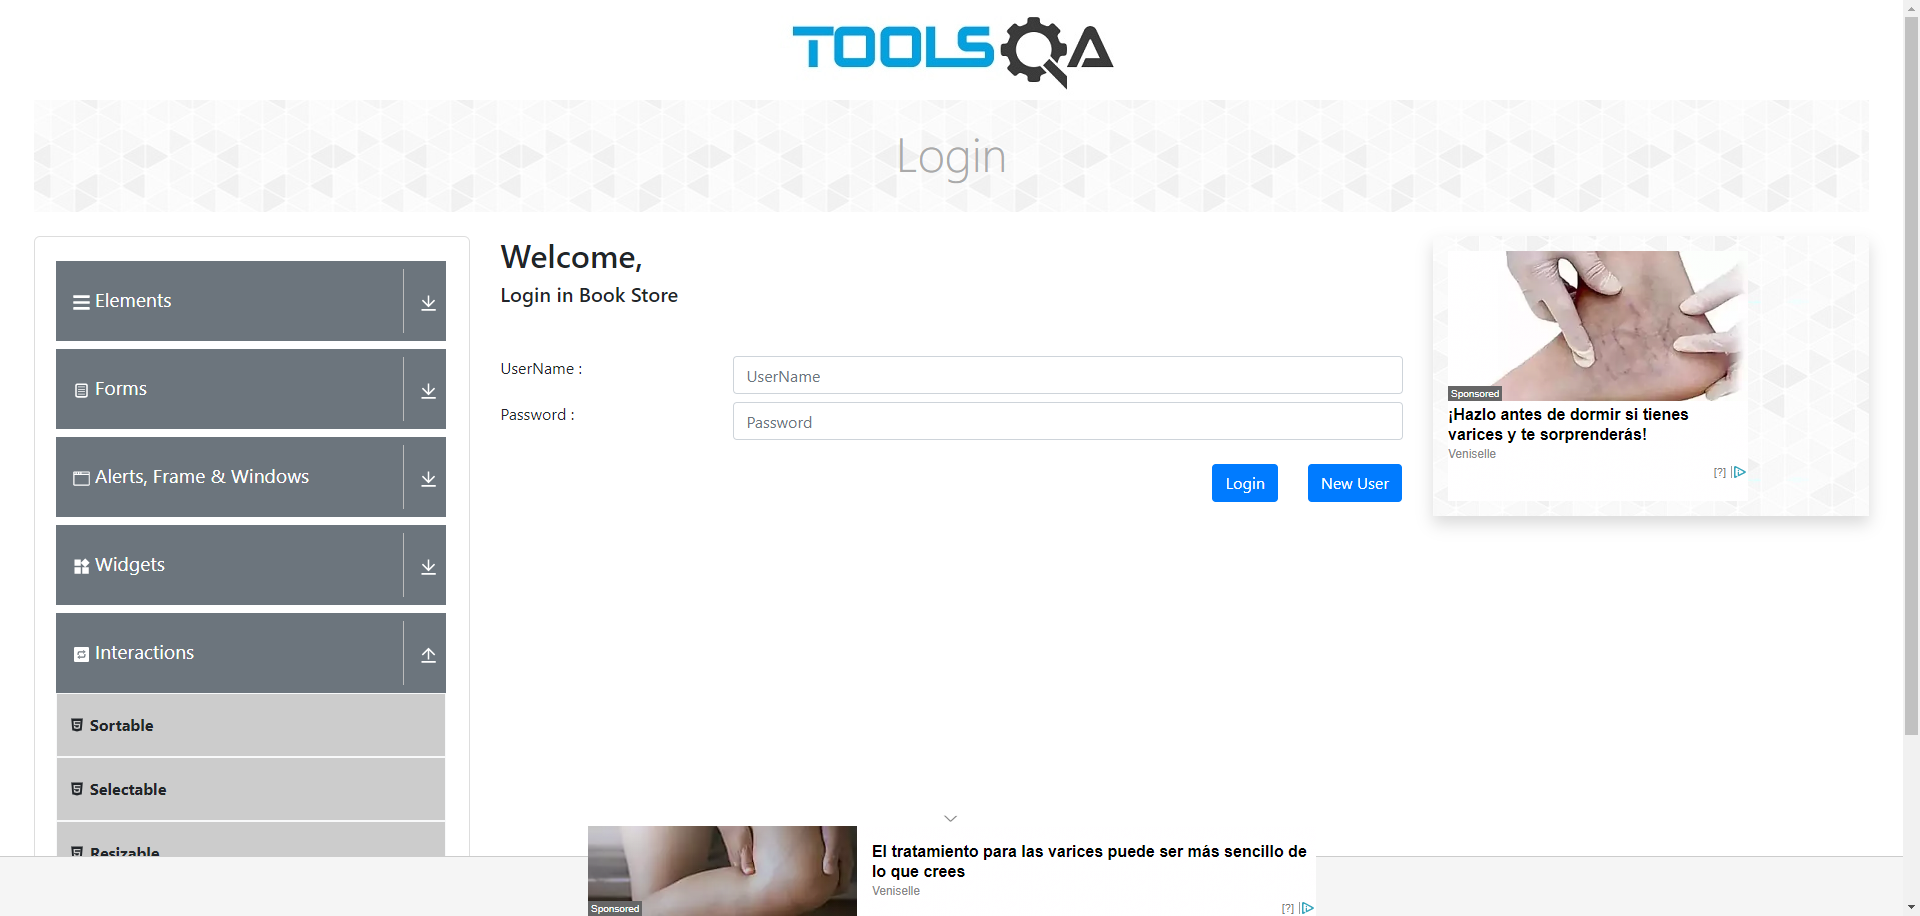 TOOLSQA
Login
Elements
Forms
Alerts, Frame & Windows
Widgets
Interactions
Sortable
Selectable
Resizable
Welcome,
Login in Book Store
UserName :
UserName
Password :
Password
Login
New User
Sponsored
¡Hazlo antes de dormir si tienes
varices y te sorprenderás!
Veniselle
[?]
El tratamiento para las varices puede ser más sencillo de
lo que crees
Veniselle
Sponsored
[?]